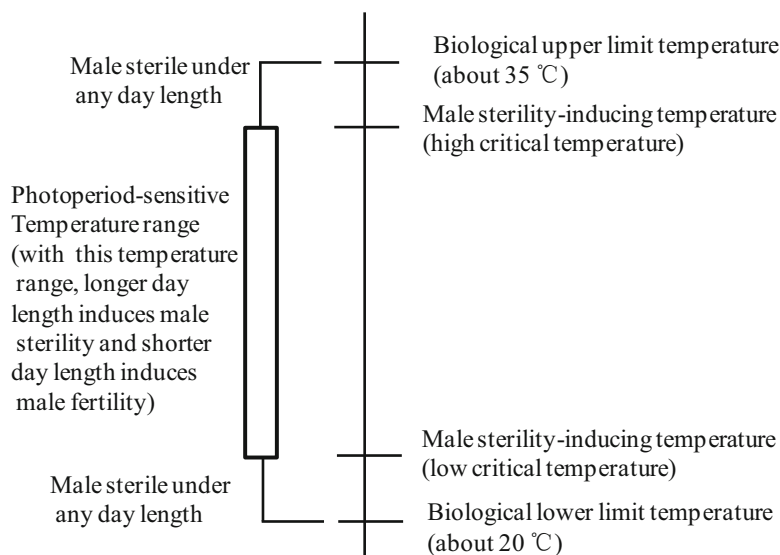 Male sterile under
any day length
Biological upper limit temperature
(about 35 ℃)
Male sterility-inducing temperature
(high critical temperature)
Photoperiod-sensitive
Temperature range
(with this temperature
range, longer day
length induces male
sterility and shorter
day length induces
male fertility)
Male sterility-inducing temperature
(low critical temperature)
Male sterile under
any day length
Biological lower limit temperature
(about 20 ℃)